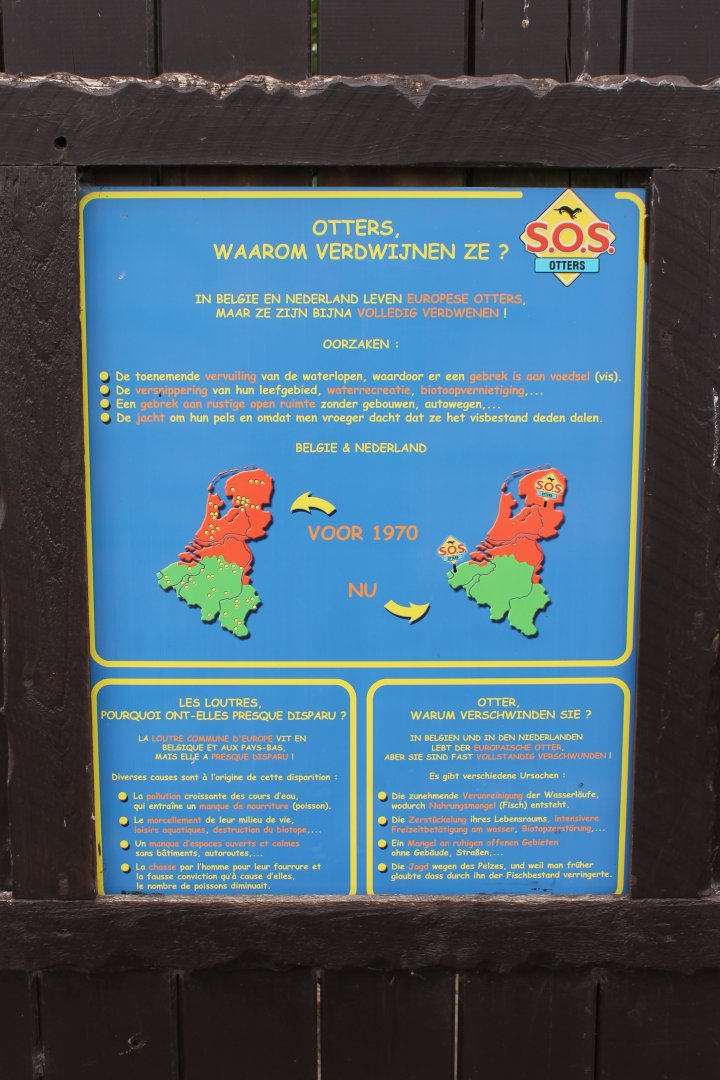 OTTERS,
WAAROM VERDWIJNEN ZE ?
S.O.S.
OTTERS
IN BELGIE EN NEDERLAND LEVEN EUROPESE OTTERS,
MAAR ZE ZIJN BIJNA VOLLEDIG VERDWENEN !
OORZAKEN :
De toenemende vervuiling van de waterlopen, waardoor er een gebrek is aan voedsel (vis).
De versnippering van hun leefgebied, waterrecreatie, biotoopvernietiging,...
Een gebrek aan rustige open ruimte zonder gebouwen, autowegen,...
De jacht om hun pels en omdat men vroeger dacht dat ze het visbestand deden dalen.
BELGIE & NEDERLAND
S.O.S.
OTTERS
VOOR 1970
S.O.S.
OTTERS
NU
LES LOUTRES,
POURQUOI ONT-ELLES PRESQUE DISPARU ?
LA LOUTRE COMMUNE D'EUROPE VIT EN
BELGIQUE ET AUX PAYS-BAS,
MAIS ELLE A PRESQUE DISPARU !
Diverses causes sont à l'origine de cette disparition :
La pollution croissante des cours d'eau,
qui entraîne un manque de nourriture (poisson).
Le morcellement de leur milieu de vie,
loisirs aquatiques, destruction du biotope,...
Un manque d'espaces ouverts et calmes
sans bâtiments, autoroutes,...
La chasse par l'homme pour leur fourrure et
la fausse conviction qu'à cause d'elles,
le nombre de poissons diminuait.
OTTER,
WARUM VERSCHWINDEN SIE ?
IN BELGIEN UND IN DEN NIEDERLANDEN
LEBT DER EUROPAISCHE OTTER,
ABER SIE SIND FAST VOLLSTANDIG VERSCHWUNDEN !
Es gibt verschiedene Ursachen :
Die zunehmende Verunreinigung der Wasserläufe,
wodurch Nahrungsmangel (Fisch) entsteht.
Die Zerstückelung ihres Lebensraums, intensivere
Freizeitbetätigung am wasser, Biotopzerstörung,...
Ein Mangel an ruhigen offenen Gebieten
ohne Gebäude, Straßen,...
Die Jagd wegen des Pelzes, und weil man früher
glaubte dass durch ihn der Fischbestand verringerte.